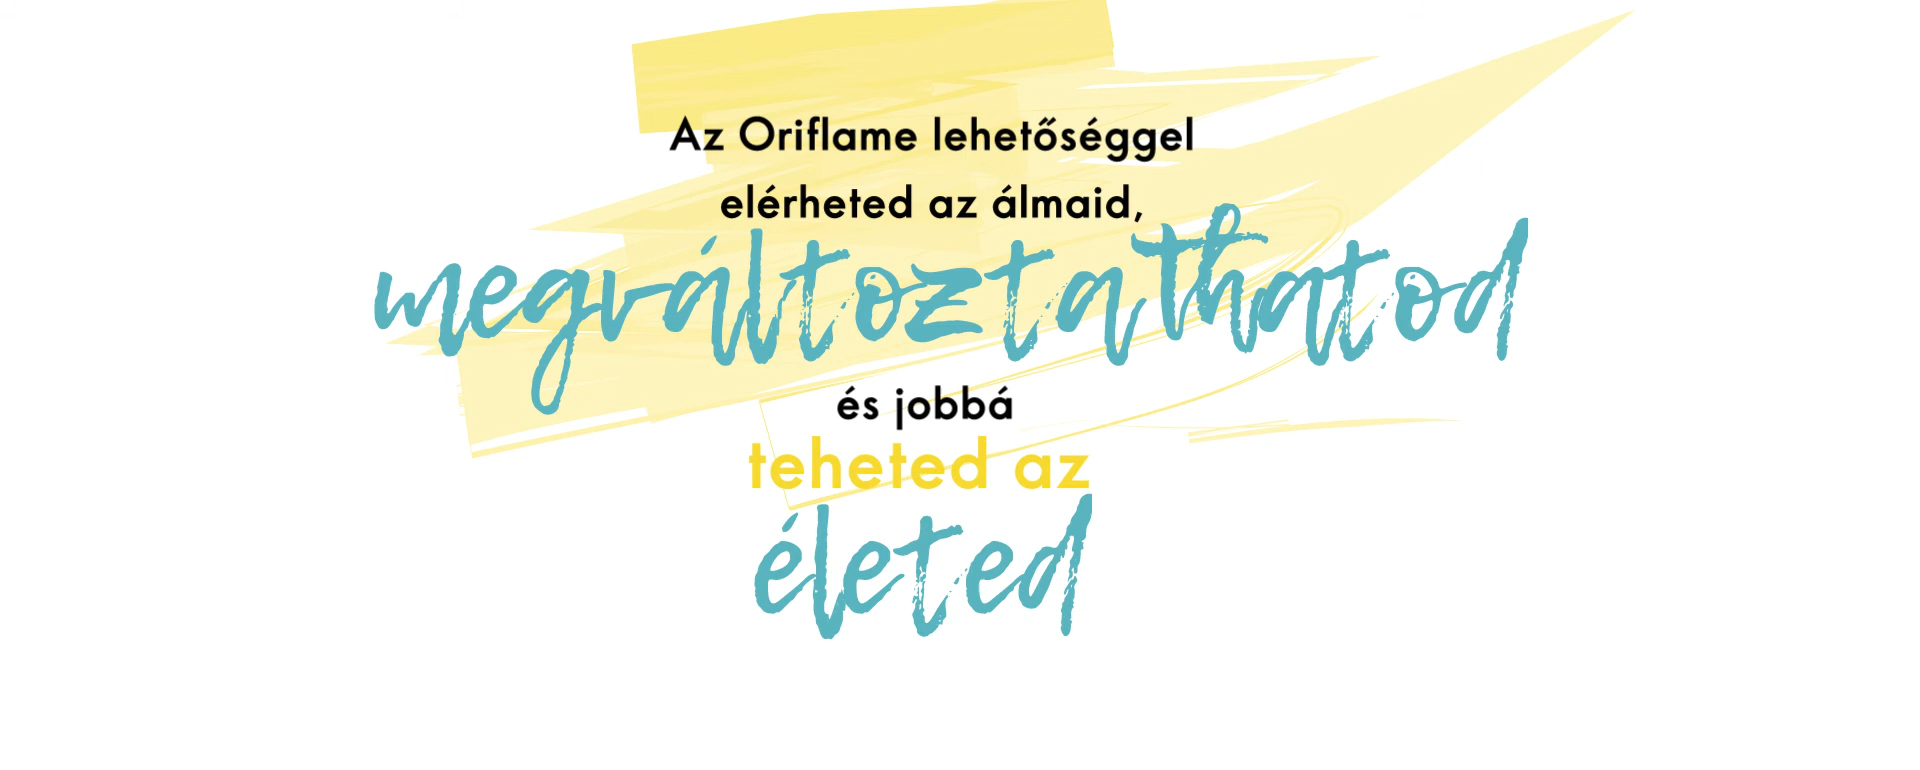 Az Oriflame lehetőséggel
elérheted az álmaid,
megváltoztathatod
és jobbá
teheted az
életed